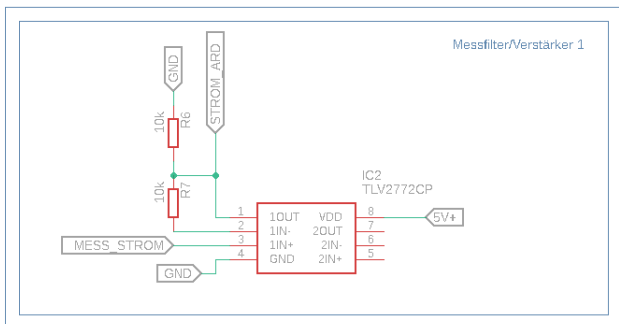 Messfilter/Verstärker 1
GND
STROM_ARD
10k
R6
10k
R7
IC2
TLV2772CP
1
1OUT
VDD
8
5V+
2
1IN-
2OUT
7
MESS_STROM
3
1IN+
2IN-
6
GND
4
GND
2IN+
5